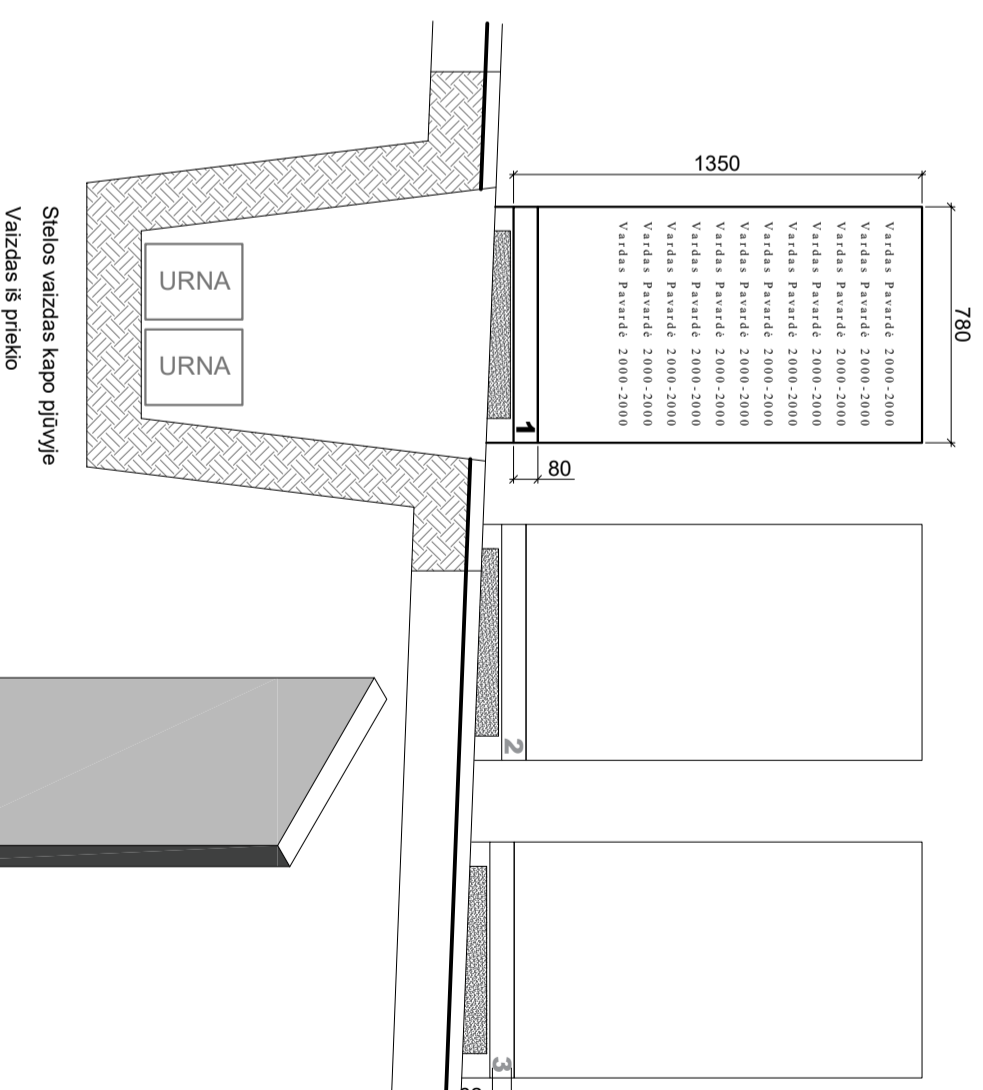 1350
780
Vardas Pavardė 2000-2000
Vardas Pavardė 2000-2000
Vardas Pavardė 2000-2000
Vardas Pavardė 2000-2000
Vardas Pavardė 2000-2000
Vardas Pavardė 2000-2000
Vardas Pavardė 2000-2000
Vardas Pavardė 2000-2000
Vardas Pavardė 2000-2000
Vardas Pavardė 2000-2000
Vardas Pavardė 2000-2000
Vardas Pavardė 2000-2000
1
80
2
3
URNA
URNA
Stelos vaizdas kapo pjūvyje
Vaizdas iš priekio